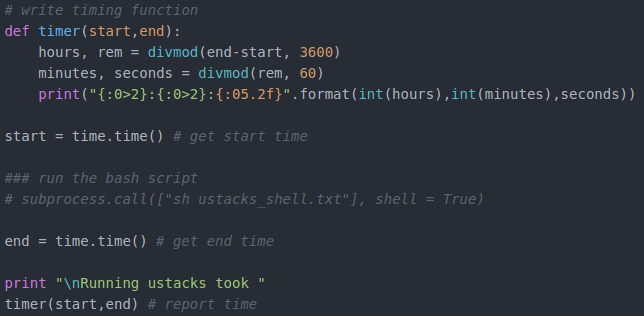 # write timing function
def timer(start,end):
    hours, rem = divmod(end-start, 3600)
    minutes, seconds = divmod(rem, 60)
    print("{:0>2}:{:0>2}:{:05.2f}".format(int(hours),int(minutes),seconds))

start = time.time() # get start time

### run the bash script
# subprocess.call(["sh ustacks_shell.txt"], shell = True)

end = time.time() # get end time

print "\nRunning ustacks took "
timer(start,end) # report time